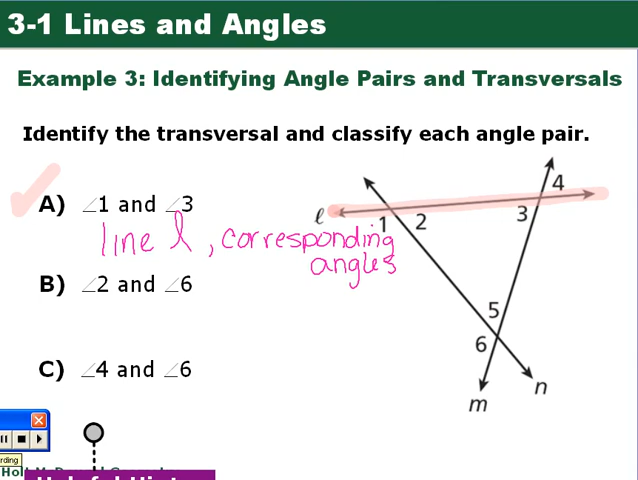 3-1 Lines and Angles
Example 3: Identifying Angle Pairs and Transversals
Identify the transversal and classify each angle pair.
A) ∠1 and ∠3
line l, corresponding
angles
B) ∠2 and ∠6
C) ∠4 and ∠6
ℓ
1
2
3
4
5
6
m
n
rding
Holt